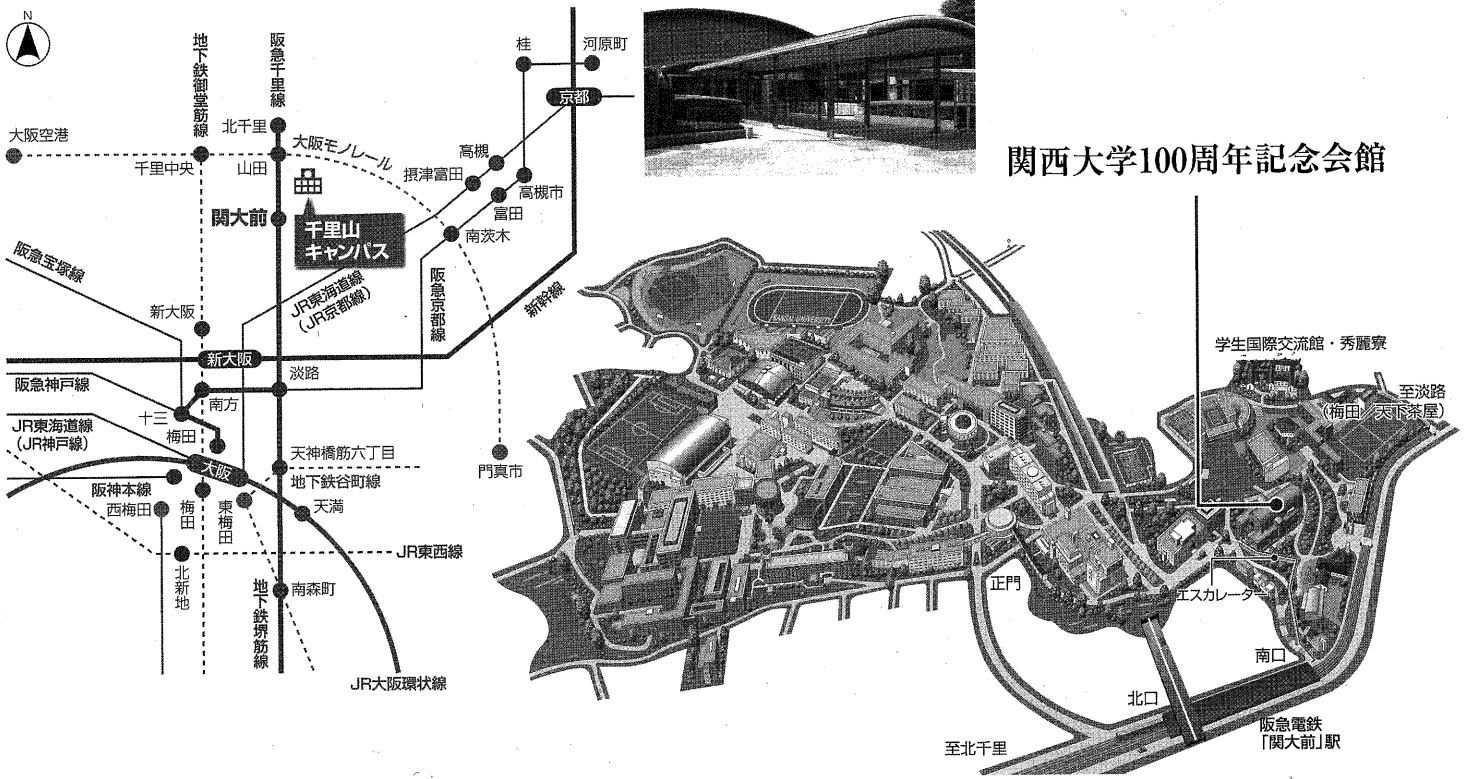 N
地下鉄御堂筋線
阪急千里線
桂
河原町
京都
大阪空港
北千里
千里中央
山田
大阪モノレール
高槻
摂津富田
高槻市
富田
関大前
千里山
キャンパス
南茨木
阪急宝塚線
新大阪
JR東海道線
(JR京都線)
阪急京都線
新幹線
新大阪
淡路
阪急神戸線
十三
南方
梅田
JR東海道線
(JR神戸線)
大阪
天神橋筋六丁目
地下鉄谷町線
門真市
阪神本線
西梅田
梅田
東梅田
天満
JR東西線
北新地
南森町
地下鉄堺筋線
JR大阪環状線
関西大学100周年記念会館
学生国際交流館・秀麗寮
至淡路
(梅田/天下茶屋)
正門
エスカレーター
南口
北口
阪急電鉄
「関大前」駅
至北千里